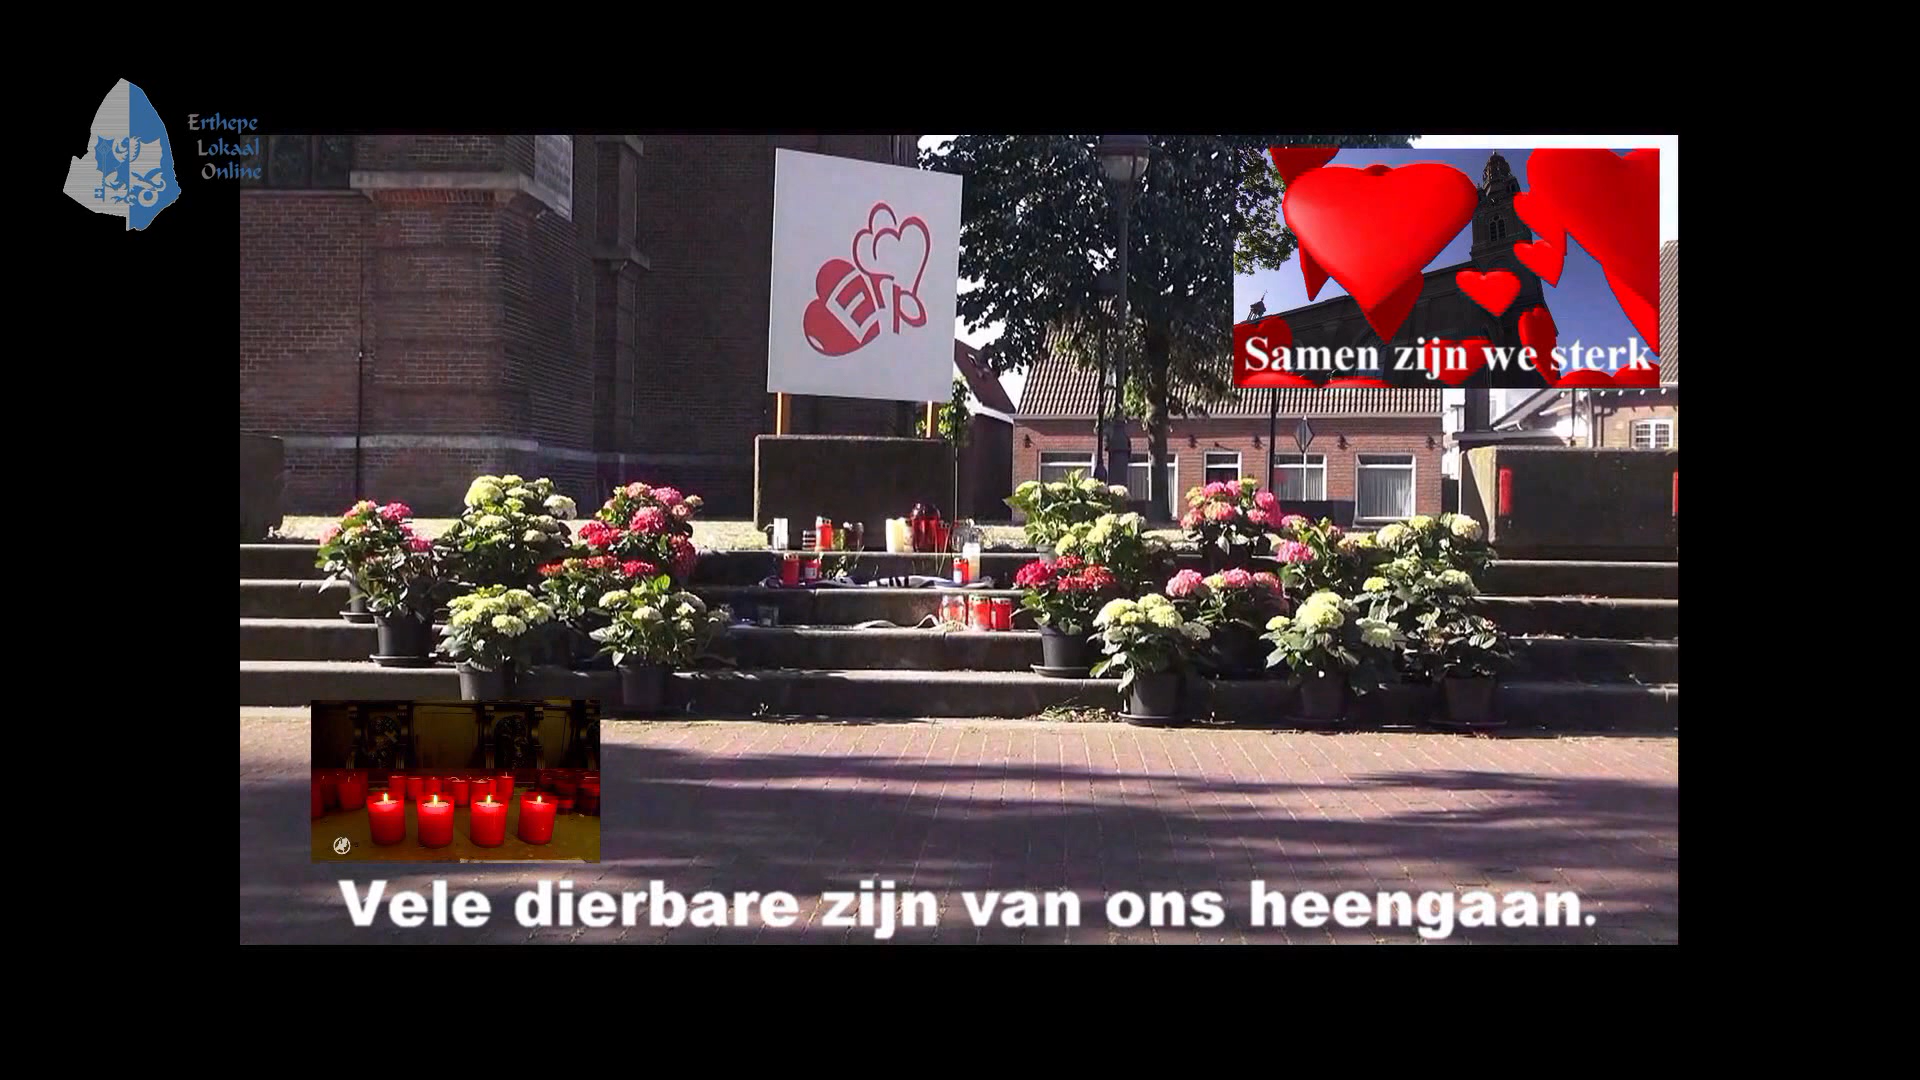 Erthepe
Lokaal
Online
Erp
Samen zijn we sterk
Vele dierbare zijn van ons heengaan.